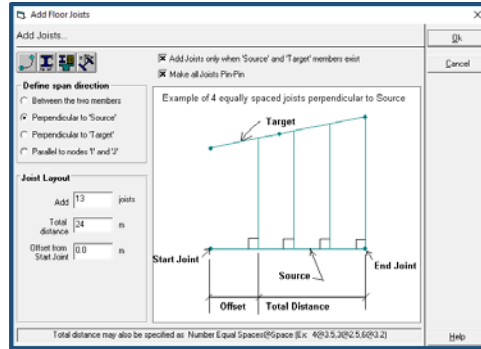 Add Floor Joists
Add Joists...
Ok
Cancel
Add Joists only when 'Source' and 'Target' members exist
Make all Joists Pin-Pin
Define span direction
Between the two members
Perpendicular to 'Source'
Perpendicular to 'Target'
Parallel to nodes 'I' and 'J'
Joist Layout
Add 13 joists
Total distance 24 m
Offset from Start Joint 0.0 m
Example of 4 equally spaced joists perpendicular to Source
Target
Start Joint
End Joint
Source
Offset Total Distance
Total distance may also be specified as Number Equal Spaces@Space (Ex: 4@3.5,3@2.5,6@3.2)
Help